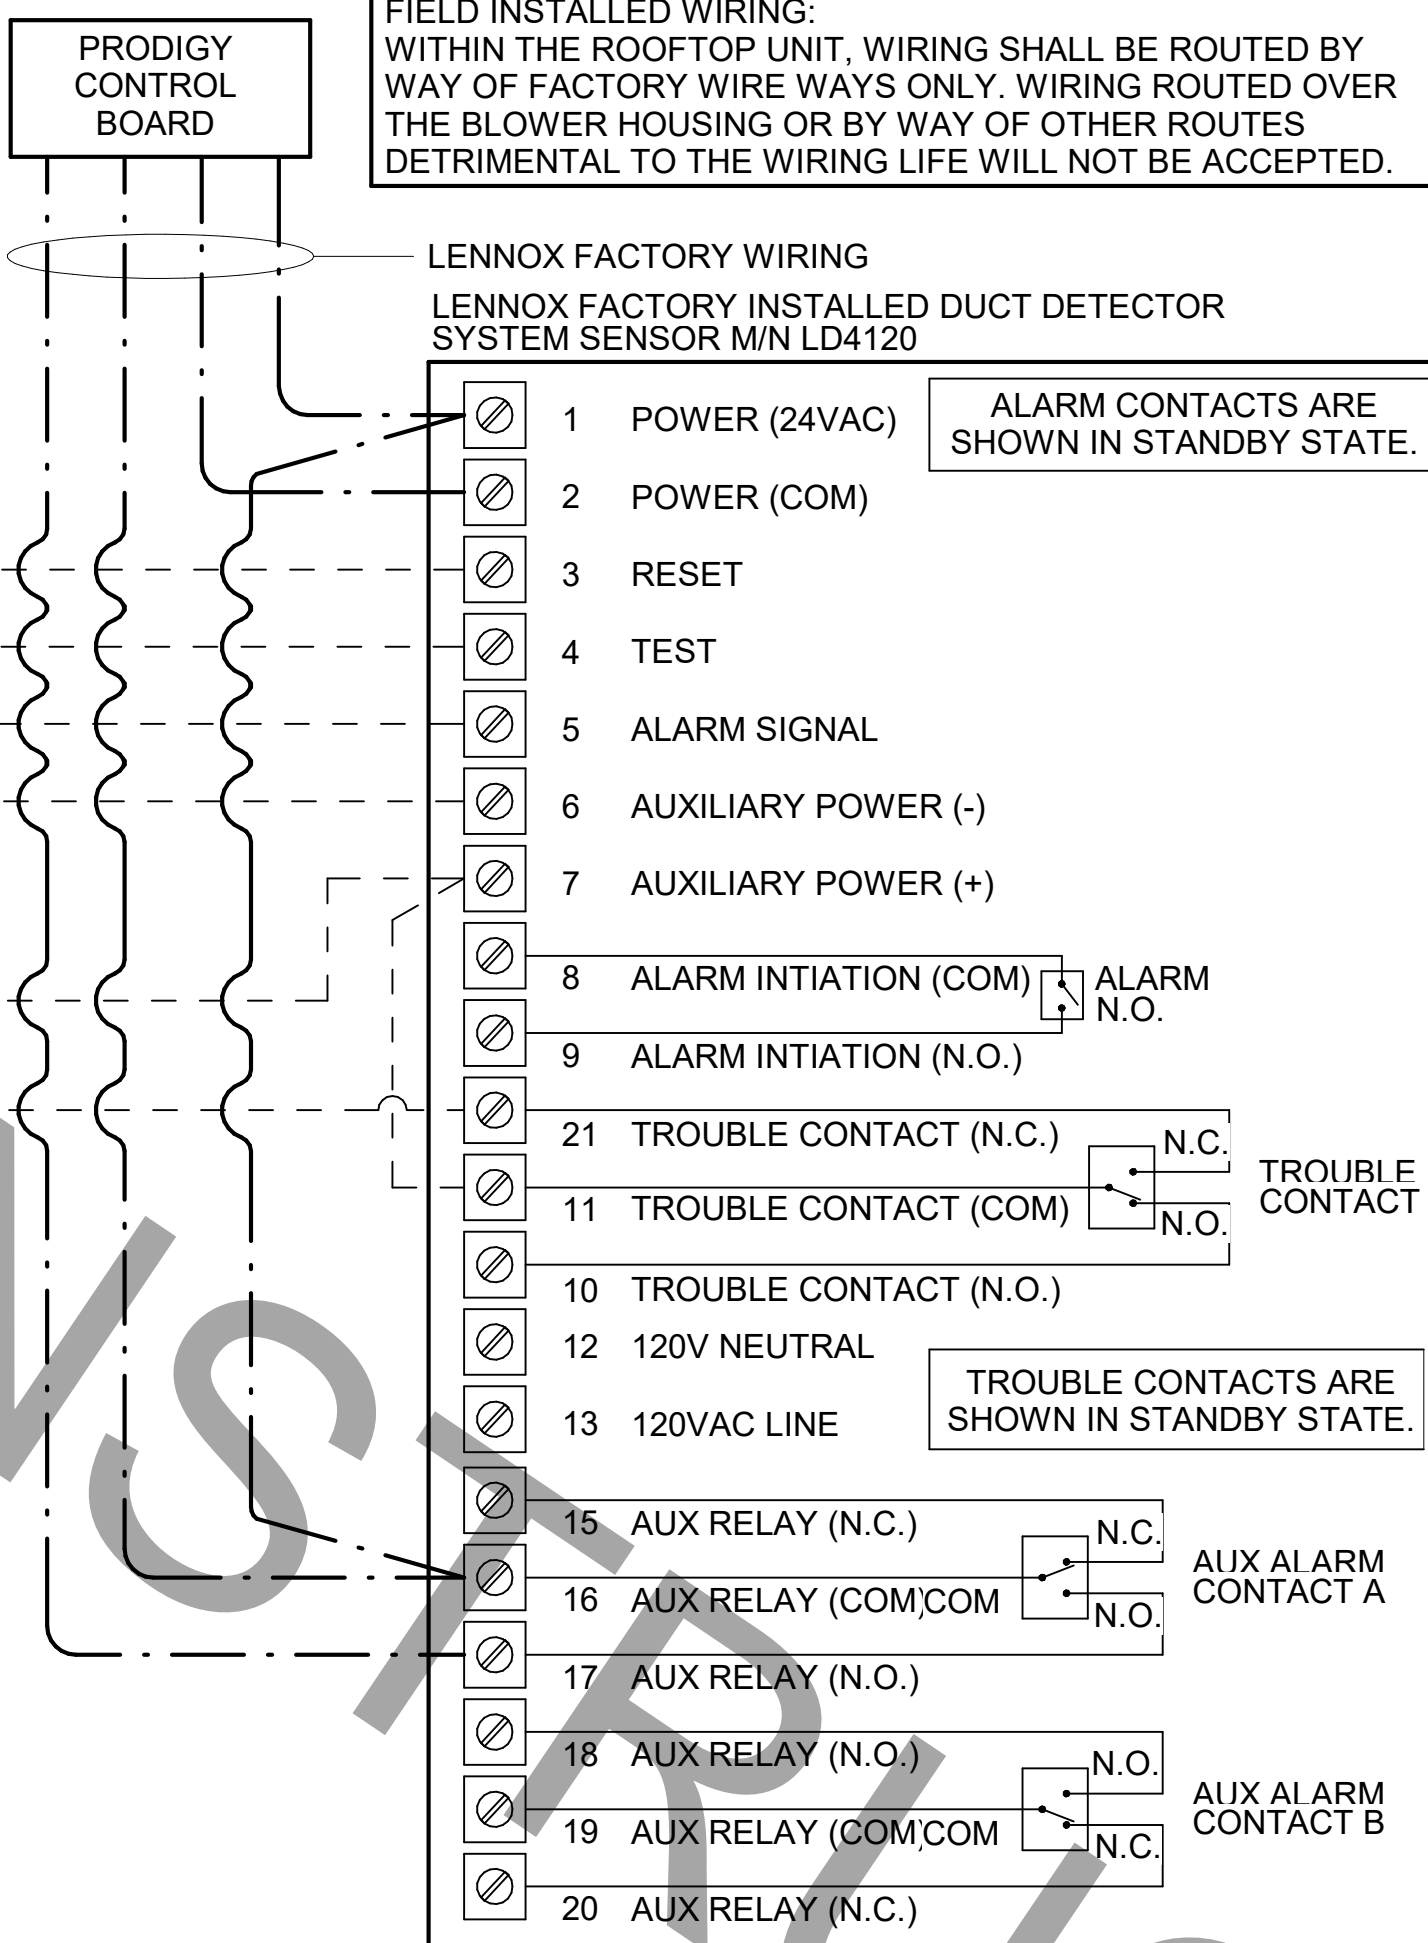 FIELD INSTALLED WIRING:
WITHIN THE ROOFTOP UNIT, WIRING SHALL BE ROUTED BY
WAY OF FACTORY WIRE WAYS ONLY. WIRING ROUTED OVER
THE BLOWER HOUSING OR BY WAY OF OTHER ROUTES
DETRIMENTAL TO THE WIRING LIFE WILL NOT BE ACCEPTED.
PRODIGY
CONTROL
BOARD
LENNOX FACTORY WIRING
LENNOX FACTORY INSTALLED DUCT DETECTOR
SYSTEM SENSOR M/N LD4120
ALARM CONTACTS ARE
SHOWN IN STANDBY STATE.
1 POWER (24VAC)
2 POWER (COM)
3 RESET
4 TEST
5 ALARM SIGNAL
6 AUXILIARY POWER (-)
7 AUXILIARY POWER (+)
8 ALARM INTIATION (COM)
ALARM
N.O.
9 ALARM INTIATION (N.O.)
21 TROUBLE CONTACT (N.C.)
N.C.
TROUBLE
CONTACT
11 TROUBLE CONTACT (COM)
N.O.
10 TROUBLE CONTACT (N.O.)
12 120V NEUTRAL
TROUBLE CONTACTS ARE
SHOWN IN STANDBY STATE.
13 120VAC LINE
15 AUX RELAY (N.C.)
N.C.
AUX ALARM
CONTACT A
16 AUX RELAY (COM)COM
N.O.
17 AUX RELAY (N.O.)
18 AUX RELAY (N.O.)
N.O.
AUX ALARM
CONTACT B
19 AUX RELAY (COM)COM
N.C.
20 AUX RELAY (N.C.)
NSTRU